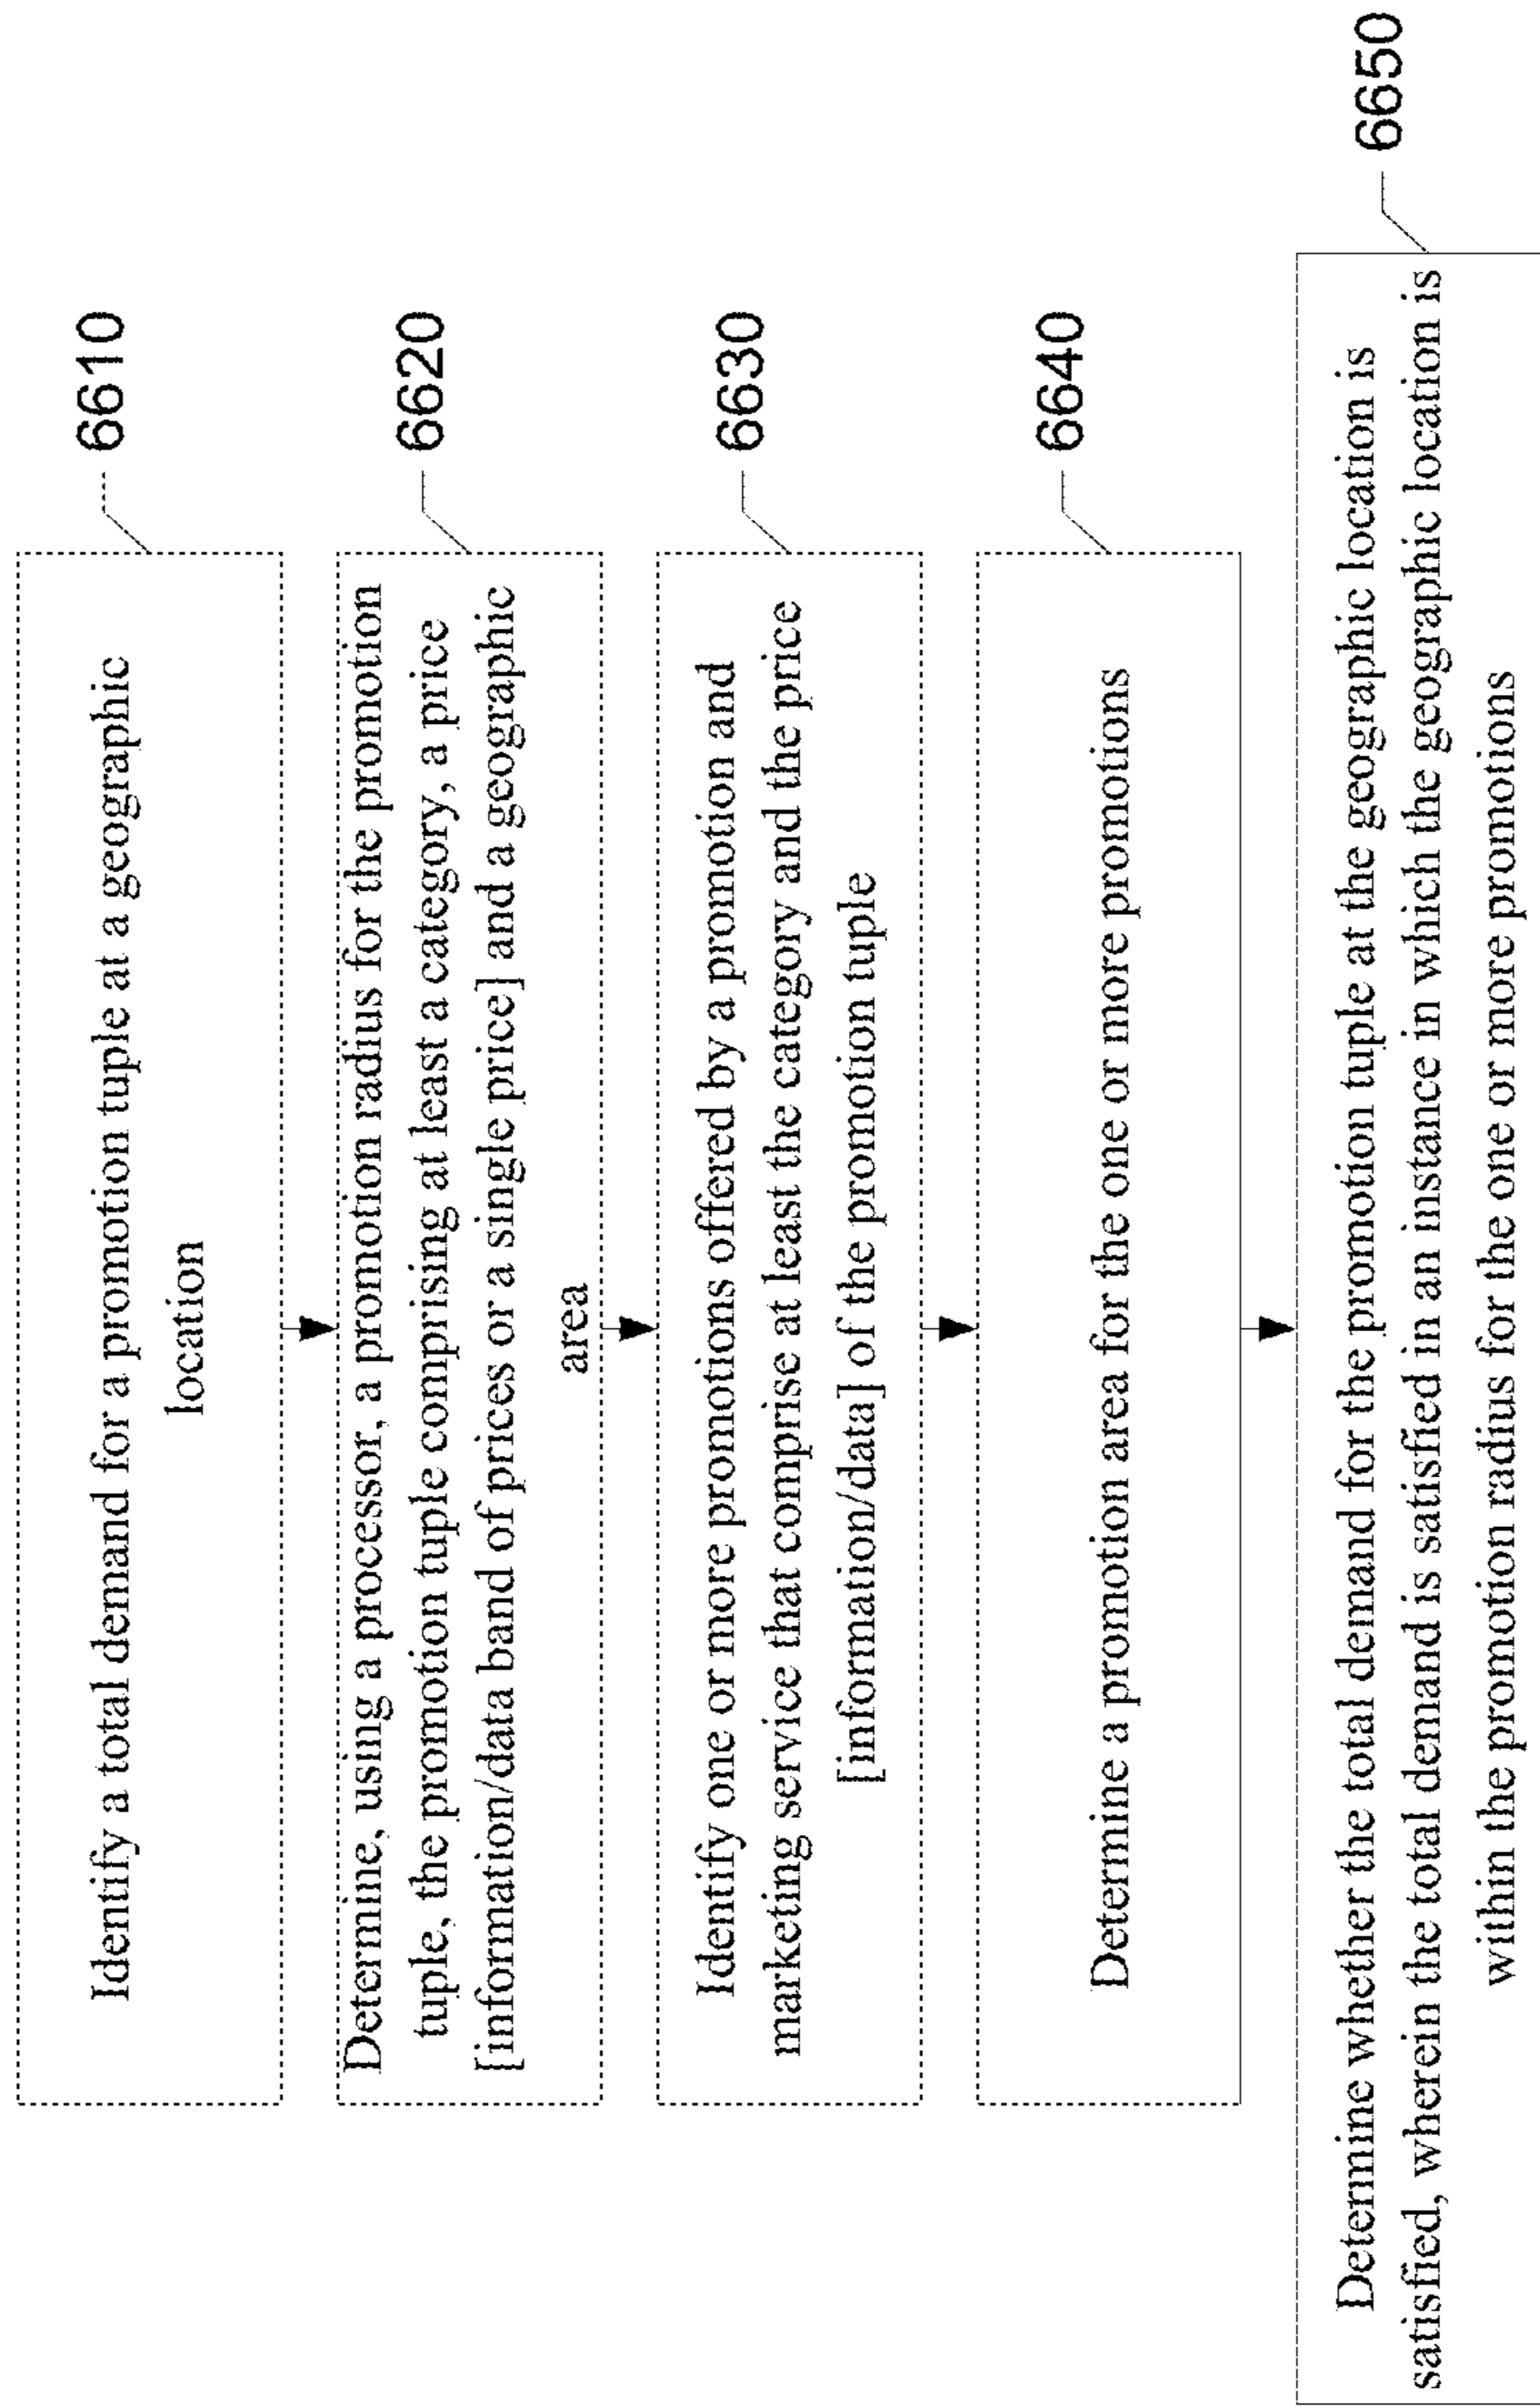 Identify a total demand for a promotion tuple at a geographic
location
6610
Determine, using a processor, a promotion radius for the promotion
tuple, the promotion tuple comprising at least a category, a price
[information/data band of prices or a single price] and a geographic
area
6620
Identify one or more promotions offered by a promotion and
marketing service that comprise at least the category and the price
[information/data] of the promotion tuple
6630
Determine a promotion area for the one or more promotions
6640
Determine whether the total demand for the promotion tuple at the geographic location is
satisfied, wherein the total demand is satisfied in an instance in which the geographic location is
within the promotion radius for the one or more promotions
6650